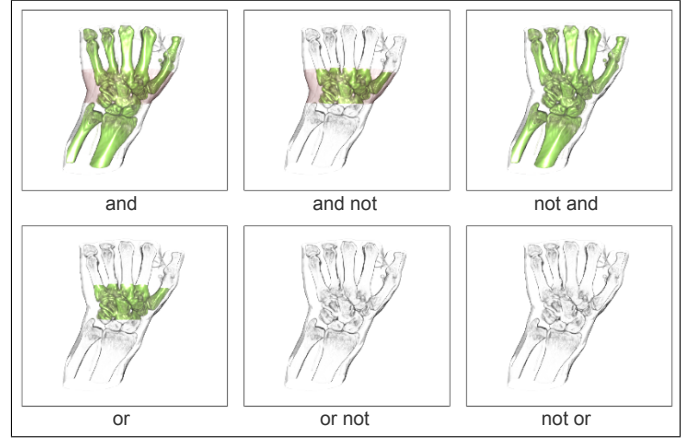 and
and not
not and
or
or not
not or